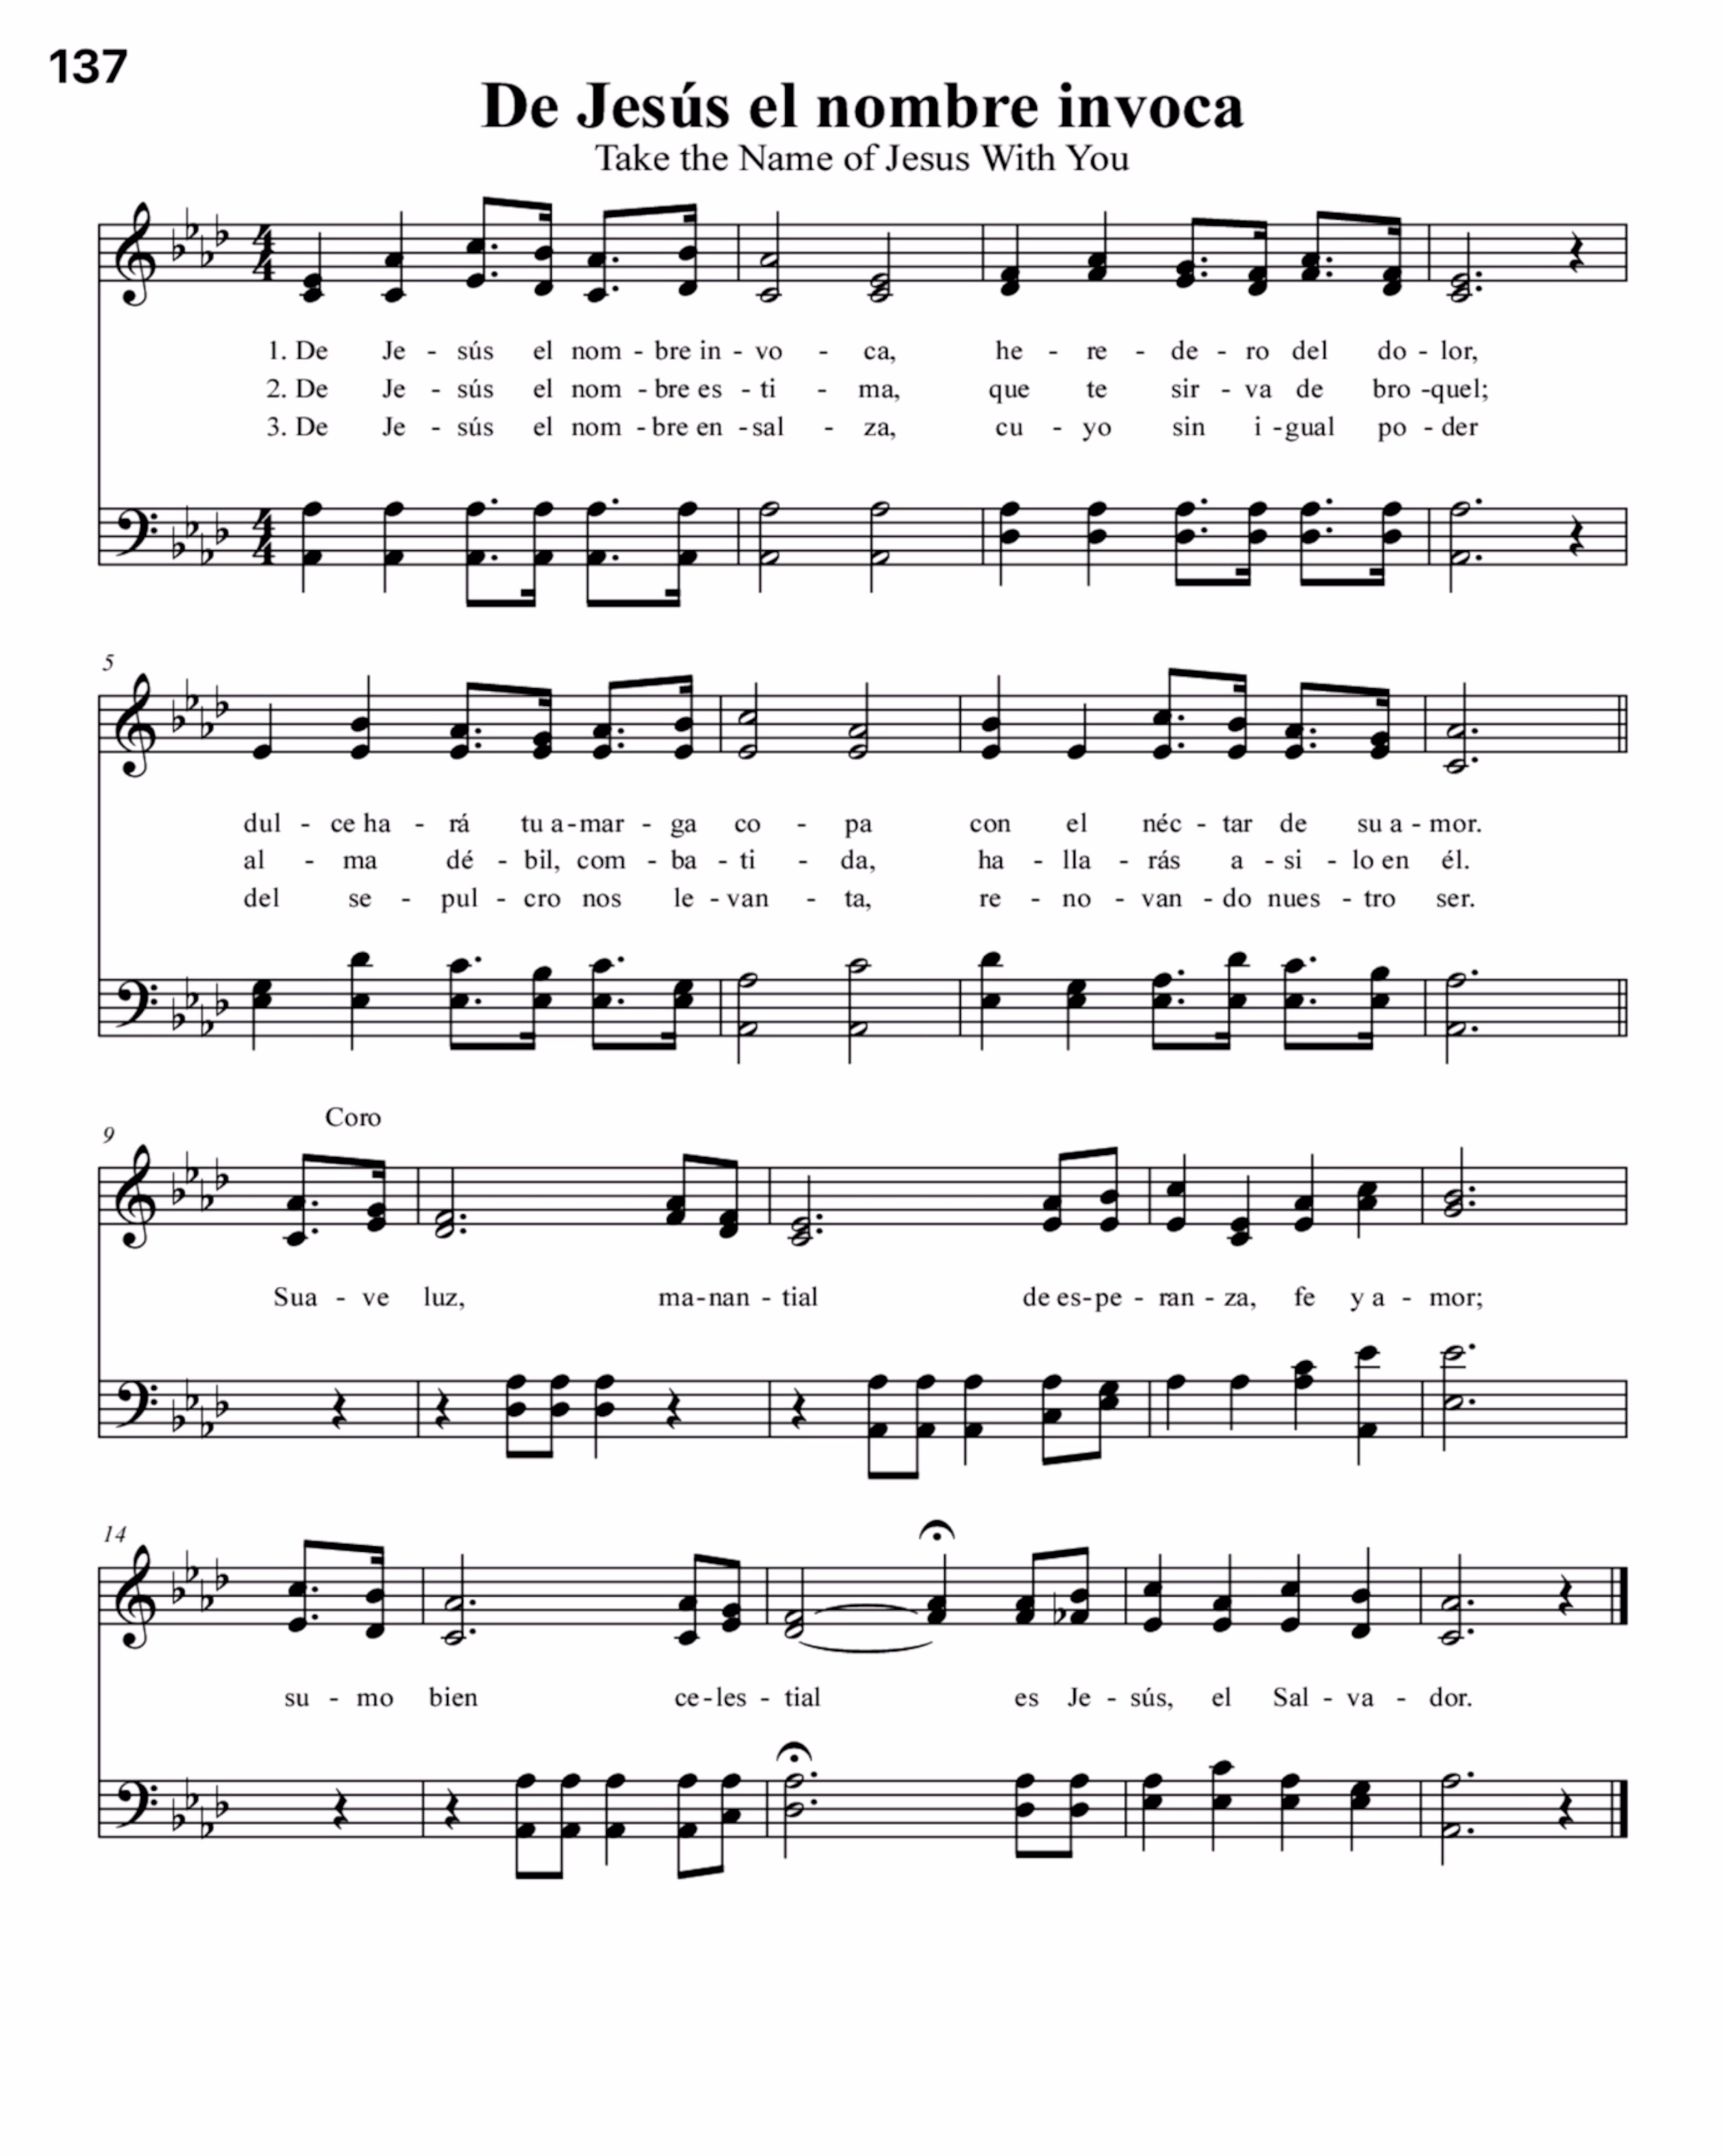 137
De Jesús el nombre invoca
Take the Name of Jesus With You
4
4
1. De Je - sús el nom - bre in - vo - ca, he - re - de - ro del do - lor,
2. De Je - sús el nom - bre es - ti - ma, que te sir - va de bro -quel;
3. De Je - sús el nom - bre en - sal - za, cu - yo sin i -gual po - der
4
4
5
dul - ce ha - rá tu a-mar - ga co - pa con el néc - tar de su a - mor.
al - ma dé - bil, com - ba - ti - da, ha - lla - rás a - si - lo en él.
del se - pul - cro nos le - van - ta, re - no - van - do nues - tro ser.
Coro
9
Sua - ve luz, ma-nan - tial de es-pe - ran - za, fe y a - mor;
14
su - mo bien ce-les - tial es Je - sús, el Sal - va - dor.